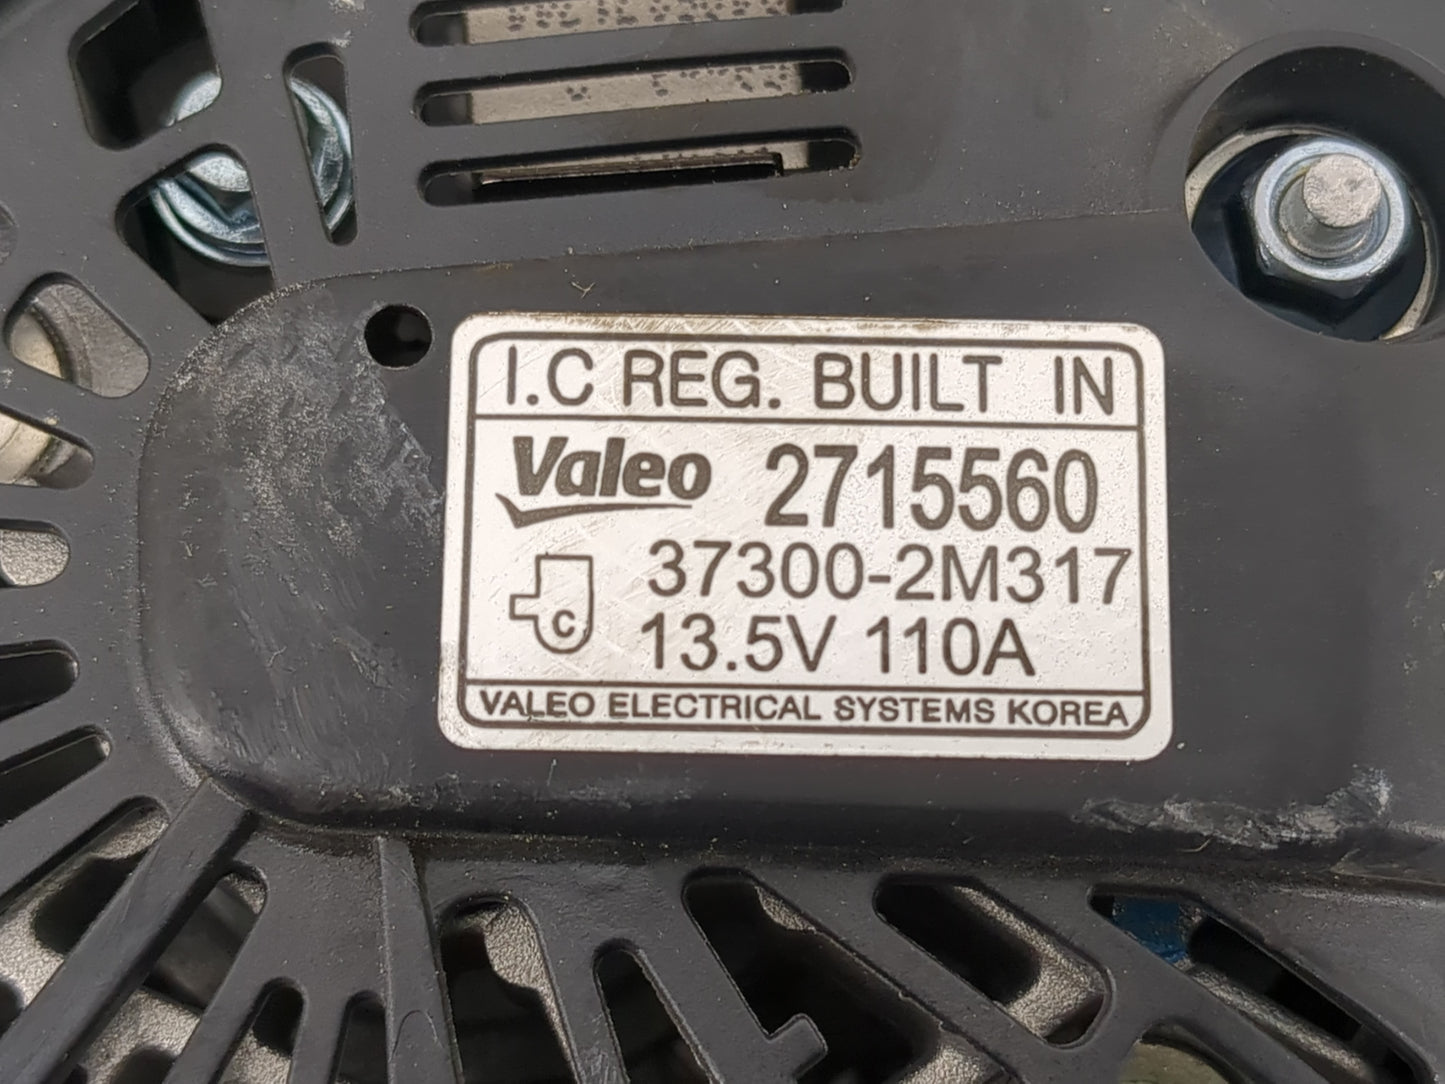 I.C REG. BUILT IN
Valeo 2715560
37300-2M317
C 13.5V 110A
VALEO ELECTRICAL SYSTEMS KOREA